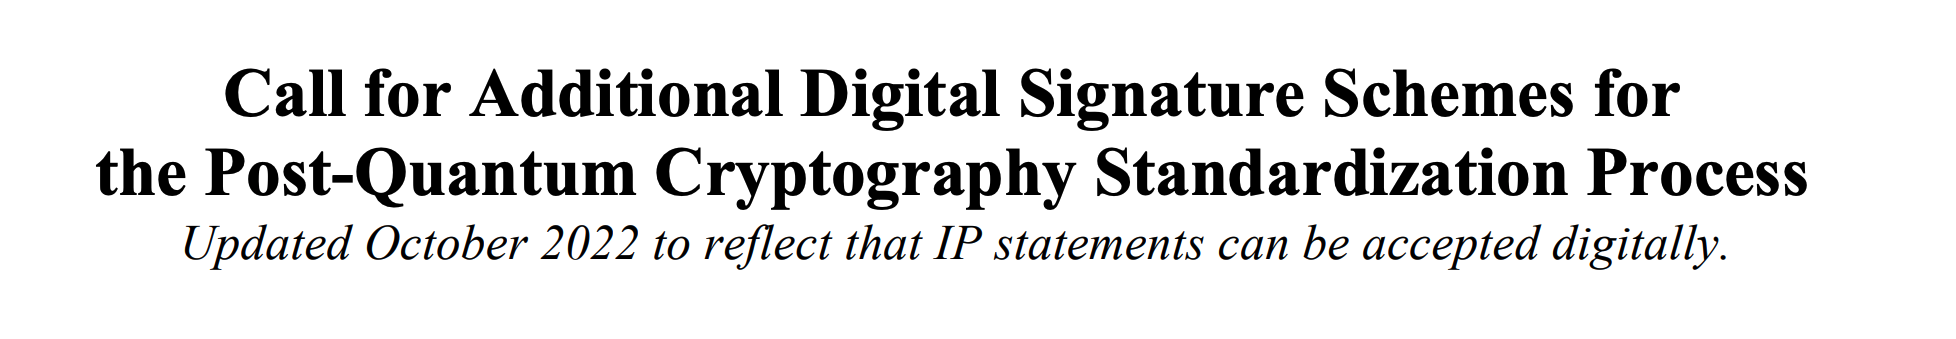 Call for Additional Digital Signature Schemes for
the Post-Quantum Cryptography Standardization Process
Updated October 2022 to reflect that IP statements can be accepted digitally.